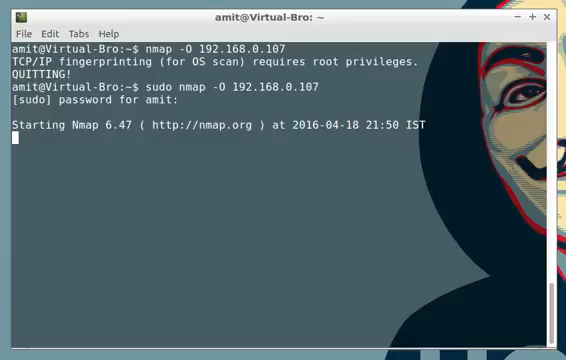 amit@Virtual-Bro: ~
File Edit Tabs Help
amit@Virtual-Bro:~$ nmap -O 192.168.0.107
TCP/IP fingerprinting (for OS scan) requires root privileges.
QUITTING!
amit@Virtual-Bro:~$ sudo nmap -O 192.168.0.107
[sudo] password for amit:
Starting Nmap 6.47 ( http://nmap.org ) at 2016-04-18 21:50 IST